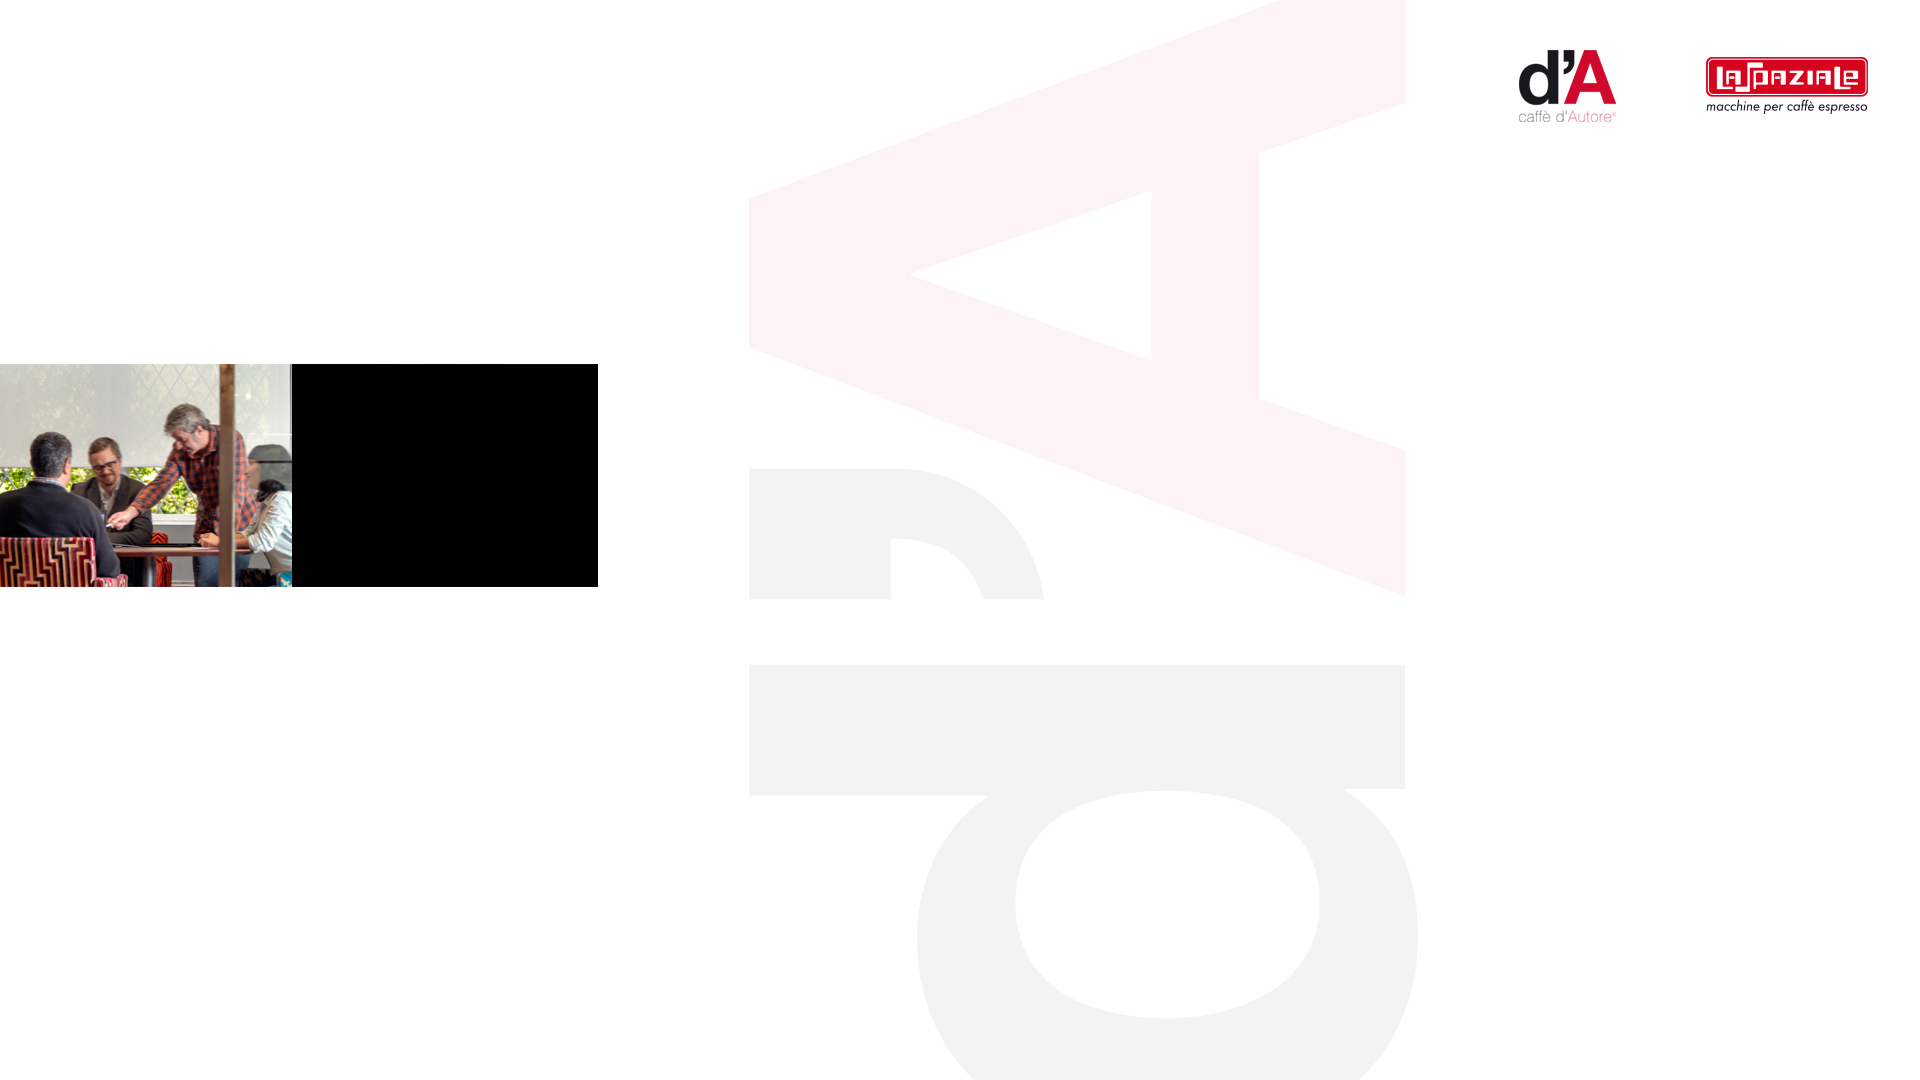 d'A
caffè d'Autore®
LaSpaziale
macchine per caffè espresso
d'A